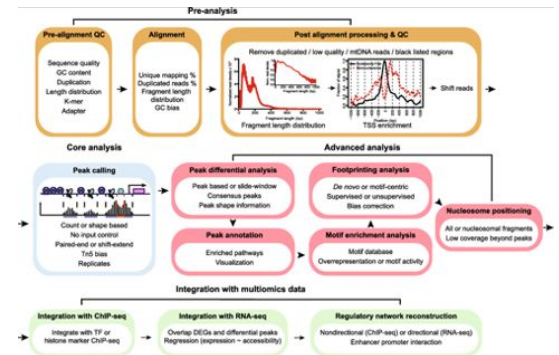 Pre-analysis
Pre-alignment QC
Sequence quality
GC content
Duplication
Length distribution
K-mer
Adapter
Alignment
Unique mapping %
Duplicated reads %
Fragment length
distribution
GC bias
Post alignment processing & QC
Remove duplicated / low quality / mtDNA reads / black listed regions
Fragment length (bp)
Fragment length distribution
Position (bp)
TSS enrichment
Shift reads
Core analysis
Peak calling
Count or shape based
No input control
Paired-end or shift-extend
Tn5 bias
Replicates
Advanced analysis
Peak differential analysis
Peak based or slide-window
Consensus peaks
Peak shape information
Peak annotation
Enriched pathways
Visualization
Footprinting analysis
De novo or motif-centric
Supervised or unsupervised
Bias correction
Motif enrichment analysis
Motif database
Overrepresentation or motif activity
Nucleosome positioning
All or nucleosomal fragments
Low coverage beyond peaks
Integration with multiomics data
Integration with ChIP-seq
Integrate with TF or
histone marker ChIP-seq
Integration with RNA-seq
Overlap DEGs and differential peaks
Regression (expression ~ accessibility)
Regulatory network reconstruction
Nondirectional (ChIP-seq) or directional (RNA-seq)
Enhancer promoter interaction